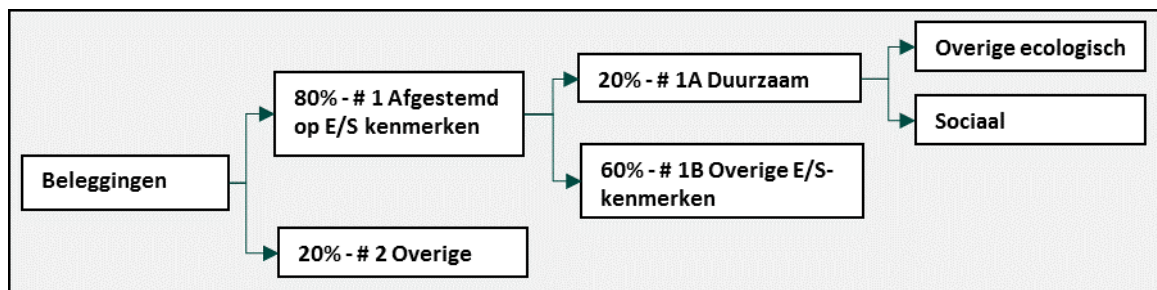 Beleggingen
80% - # 1 Afgestemd
op E/S kenmerken
20% - # 2 Overige
20% - # 1A Duurzaam
60% - # 1B Overige E/S-
kenmerken
Overige ecologisch
Sociaal